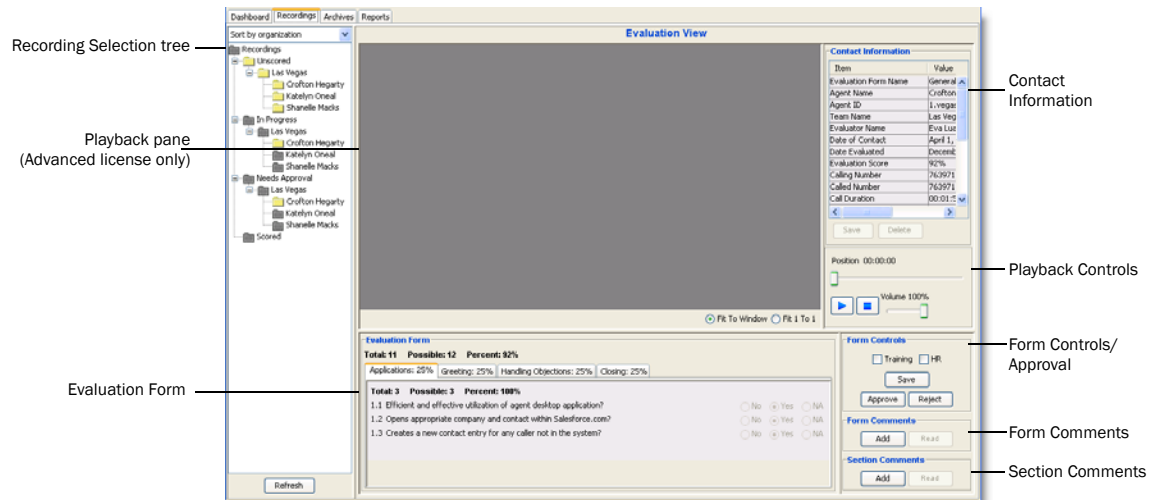 Dashboard Recordings Archives Reports
Sort by organization
Evaluation View
Recording Selection tree
Recordings
Unscored
Las Vegas
Crofton Hegarty
Katelyn Oneal
Shanelle Macks
In Progress
Las Vegas
Crofton Hegarty
Katelyn Oneal
Shanelle Macks
Needs Approval
Las Vegas
Crofton Hegarty
Katelyn Oneal
Shanelle Macks
Scored
Refresh
Playback pane
(Advanced license only)
Evaluation Form
Contact Information
Item Value
Evaluation Form Name General
Agent Name Crofton
Agent ID 1.vegas
Team Name Las Veg
Evaluator Name Eva Lua
Date of Contact April 1,
Date Evaluated Decemb
Evaluation Score 92%
Calling Number 763971
Called Number 763971
Call Duration 00:01:5
Save Delete
Contact
Information
Position 00:00:00
Volume 100%
Playback Controls
Fit To Window Fit 1 To 1
Evaluation Form
Total: 11 Possible: 12 Percent: 92%
Applications: 25% Greeting: 25% Handling Objections: 25% Closing: 25%
Total: 3 Possible: 3 Percent: 100%
1.1 Efficient and effective utilization of agent desktop application? No Yes NA
1.2 Opens appropriate company and contact within Salesforce.com? No Yes NA
1.3 Creates a new contact entry for any caller not in the system? No Yes NA
Form Controls
Training HR
Save
Approve Reject
Form Controls/
Approval
Form Comments
Add Read
Form Comments
Section Comments
Add Read
Section Comments